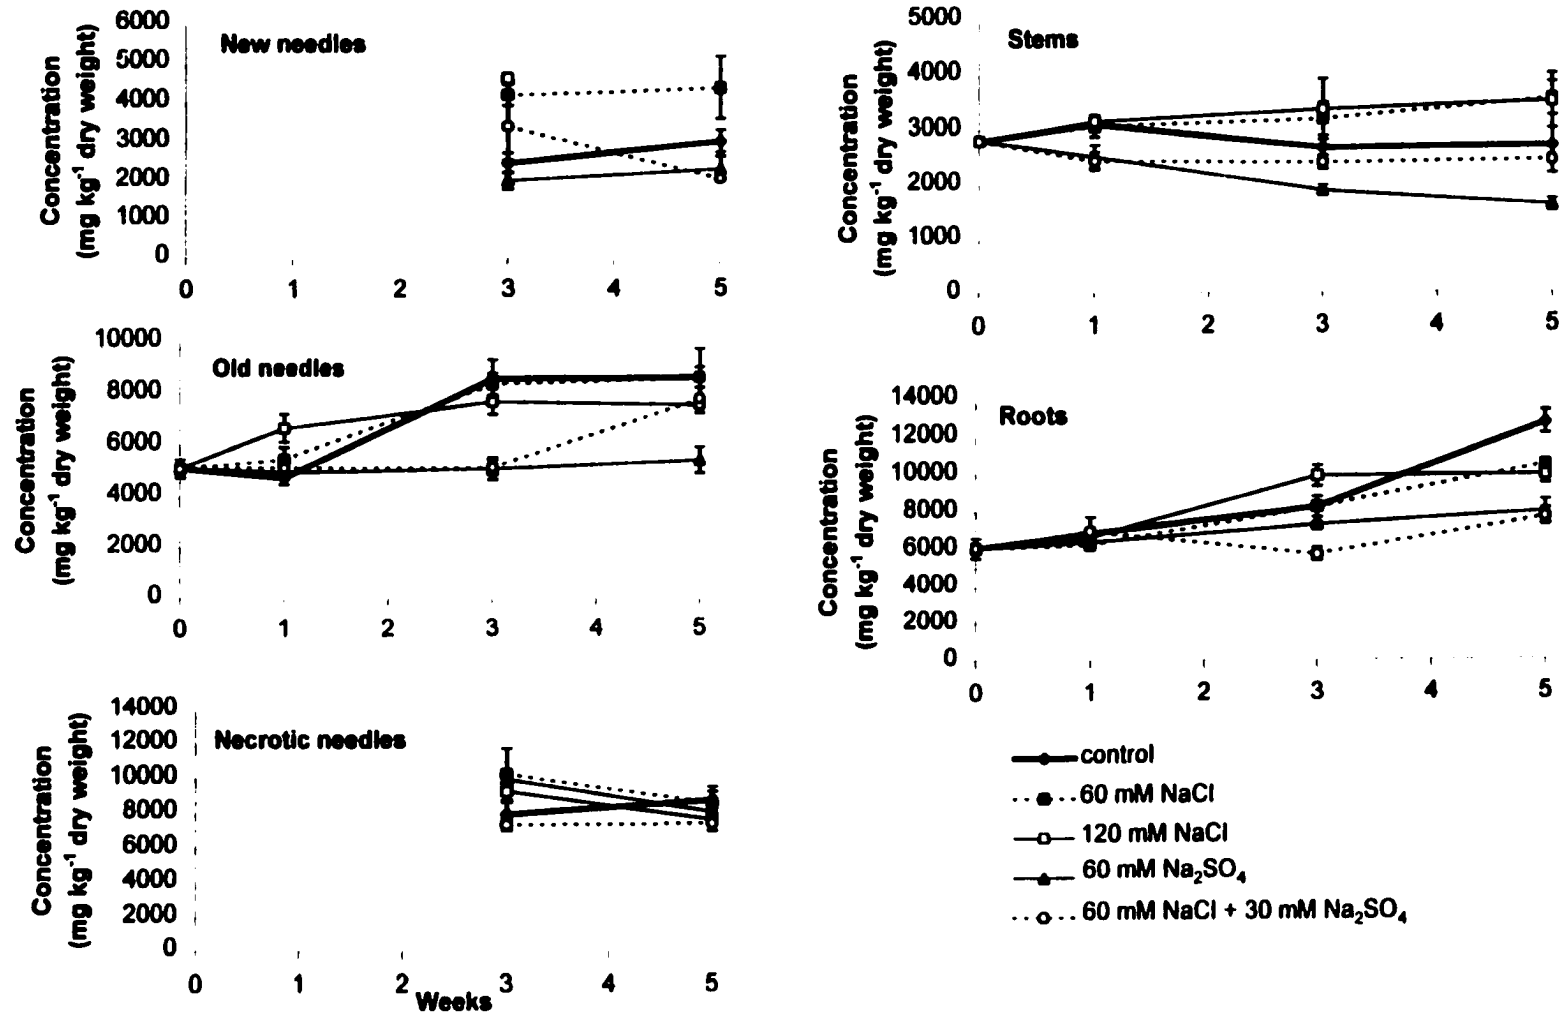 New needles
Concentration
(mg kg⁻¹ dry weight)
6000
5000
4000
3000
2000
1000
0
0 1 2 3 4 5
Old needles
Concentration
(mg kg⁻¹ dry weight)
10000
8000
6000
4000
2000
0
0 1 2 3 4 5
Necrotic needles
Concentration
(mg kg⁻¹ dry weight)
14000
12000
10000
8000
6000
4000
2000
0
0 1 2 3 4 5
Weeks
Stems
Concentration
(mg kg⁻¹ dry weight)
5000
4000
3000
2000
1000
0
0 1 2 3 4 5
Roots
Concentration
(mg kg⁻¹ dry weight)
14000
12000
10000
8000
6000
4000
2000
0
0 1 2 3 4 5
control
60 mM NaCl
120 mM NaCl
60 mM Na₂SO₄
60 mM NaCl + 30 mM Na₂SO₄